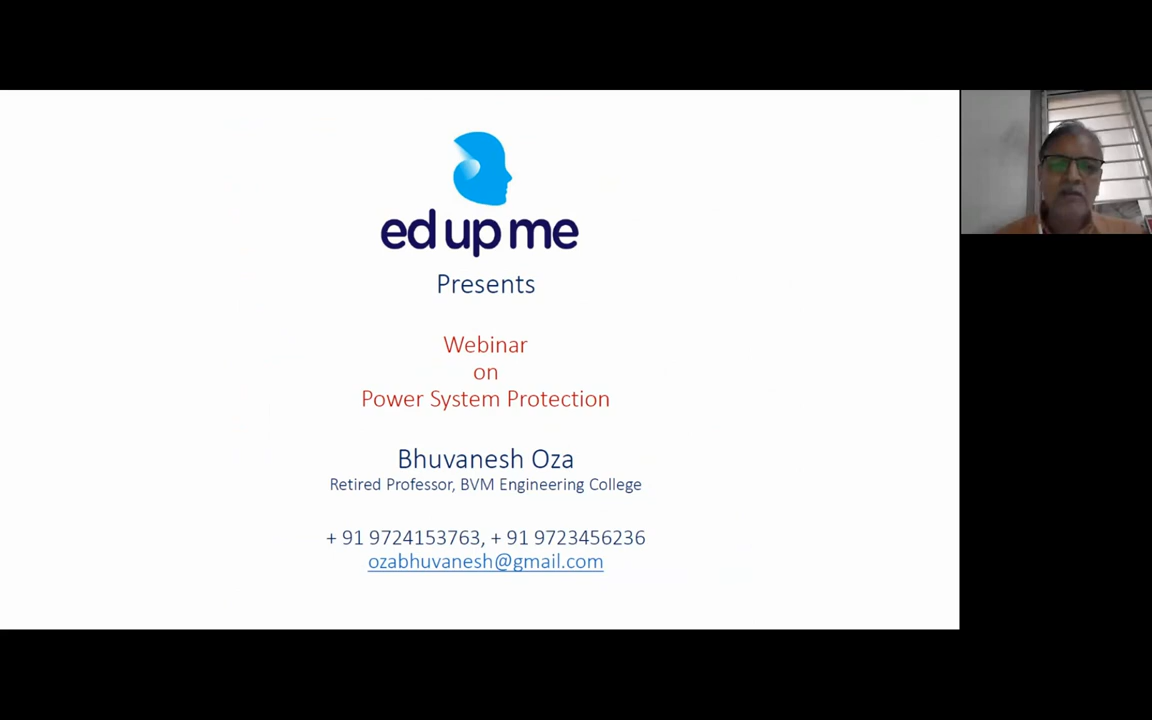 ed up me
Presents
Webinar
on
Power System Protection
Bhuvanesh Oza
Retired Professor, BVM Engineering College
+ 91 9724153763, + 91 9723456236
ozabhuvanesh@gmail.com